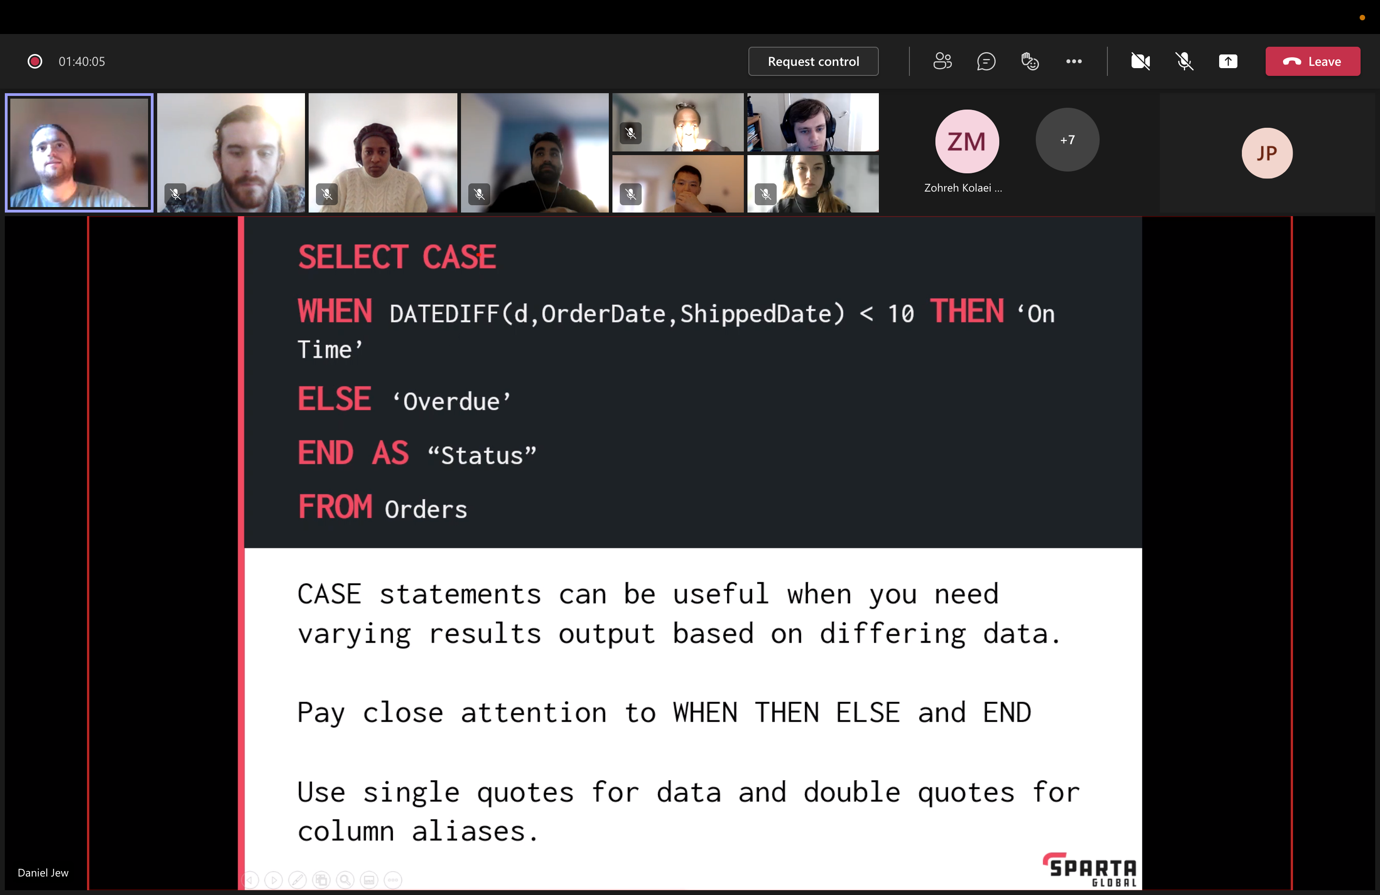 01:40:05
Request control
Leave
ZM
+7
JP
Zohreh Kolaei ...
SELECT CASE
WHEN DATEDIFF(d,OrderDate,ShippedDate) < 10 THEN ‘On
Time’
ELSE ‘Overdue’
END AS “Status”
FROM Orders
CASE statements can be useful when you need
varying results output based on differing data.
Pay close attention to WHEN THEN ELSE and END
Use single quotes for data and double quotes for
column aliases.
SPARTA
GLOBAL
Daniel Jew